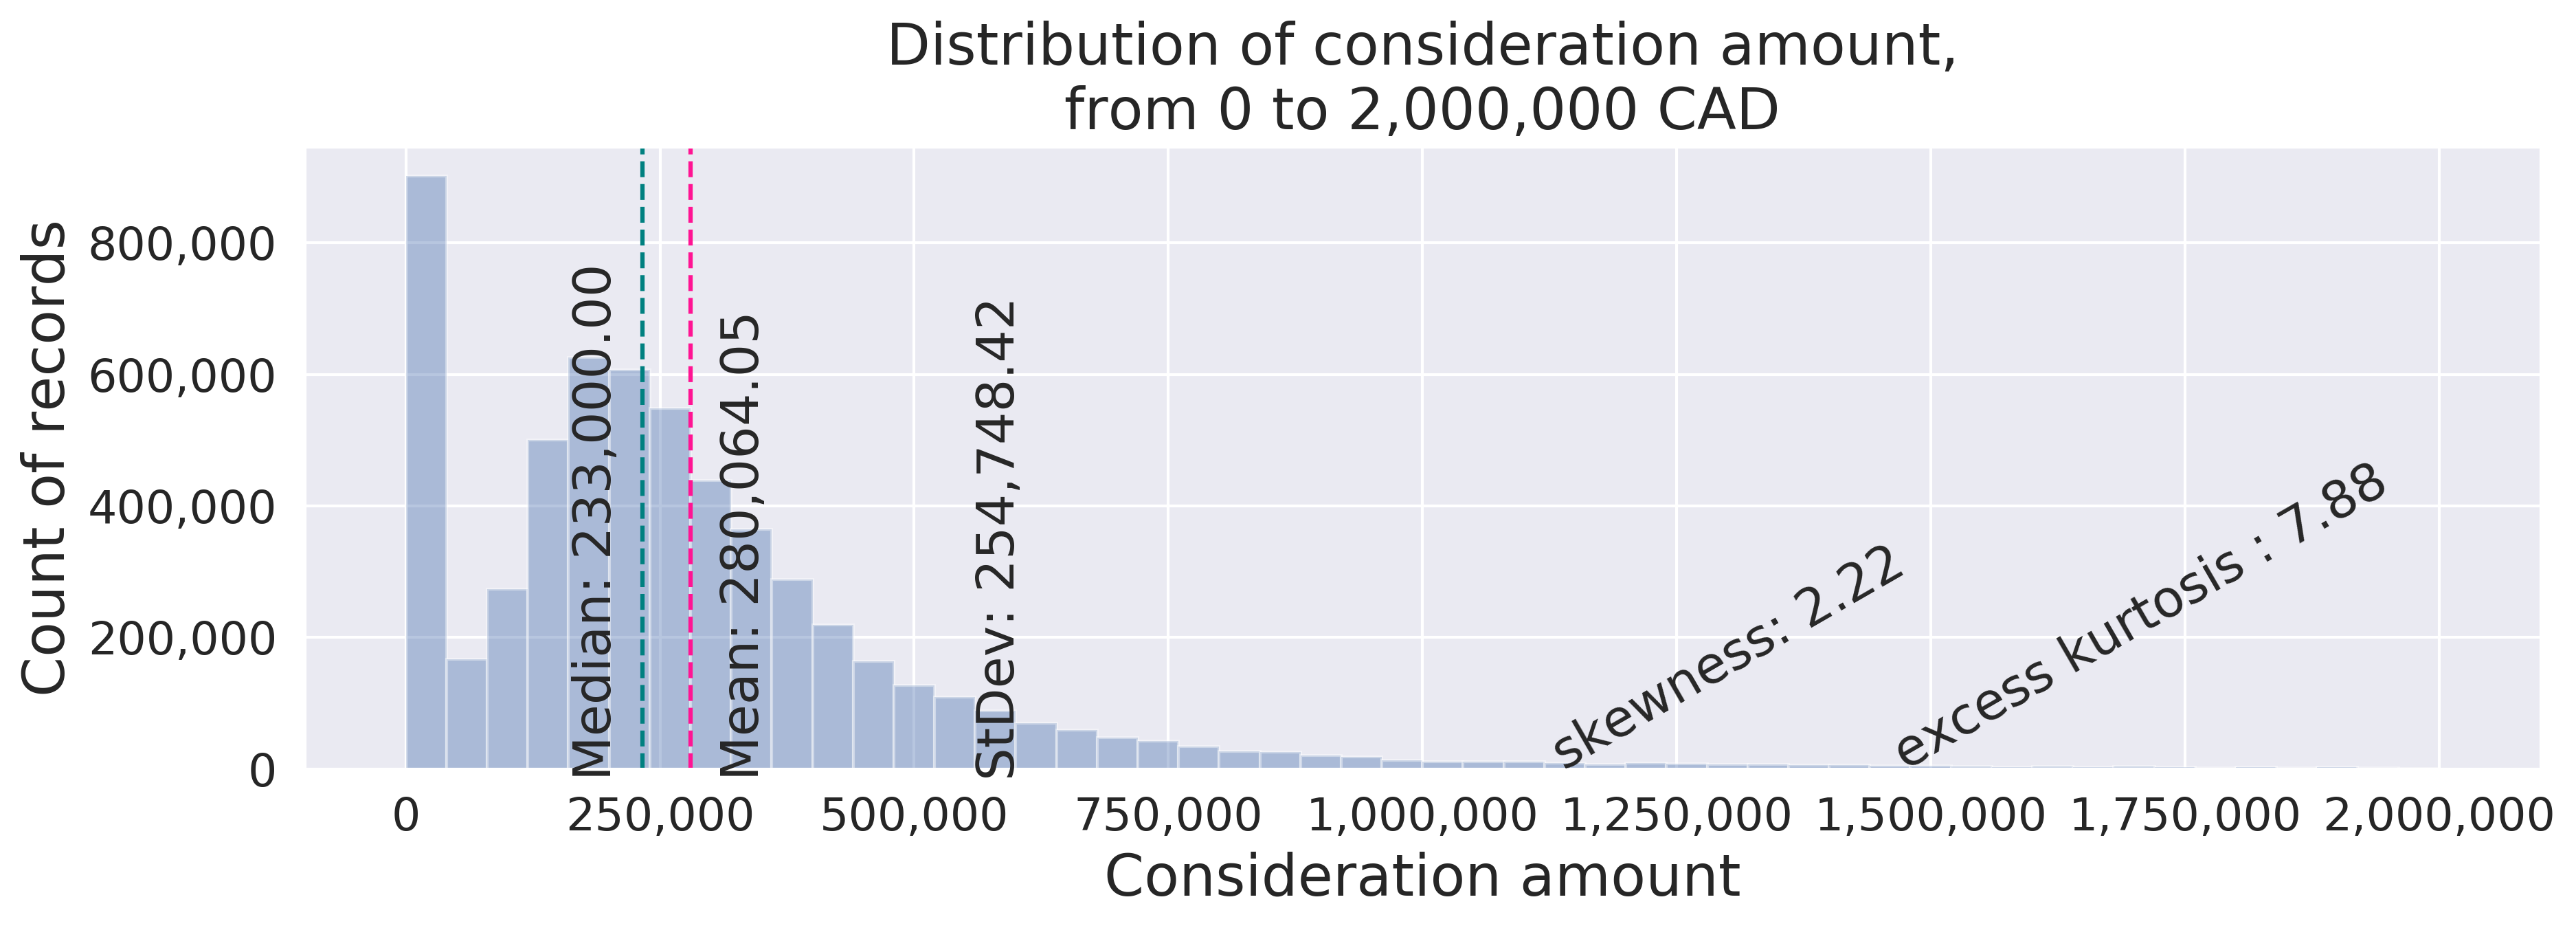 Distribution of consideration amount,
from 0 to 2,000,000 CAD
Count of records
800,000
600,000
400,000
200,000
0
Median: 233,000.00
Mean: 280,064.05
StDev: 254,748.42
skewness: 2.22
excess kurtosis : 7.88
0
250,000
500,000
750,000
1,000,000
1,250,000
1,500,000
1,750,000
2,000,000
Consideration amount